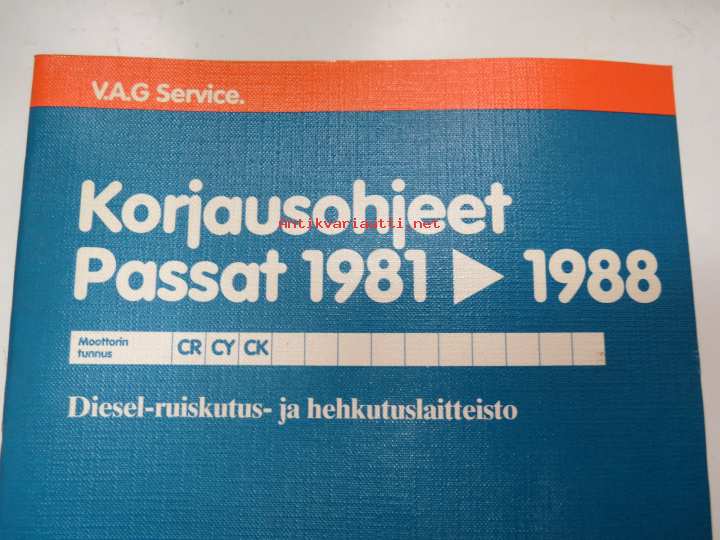 V.A.G Service.
Korjausohjeet
Antikvariaatti.net
Passat 1981 ▶ 1988
Moottorin tunnus CR CY CK
Diesel-ruiskutus- ja hehkutuslaitteisto